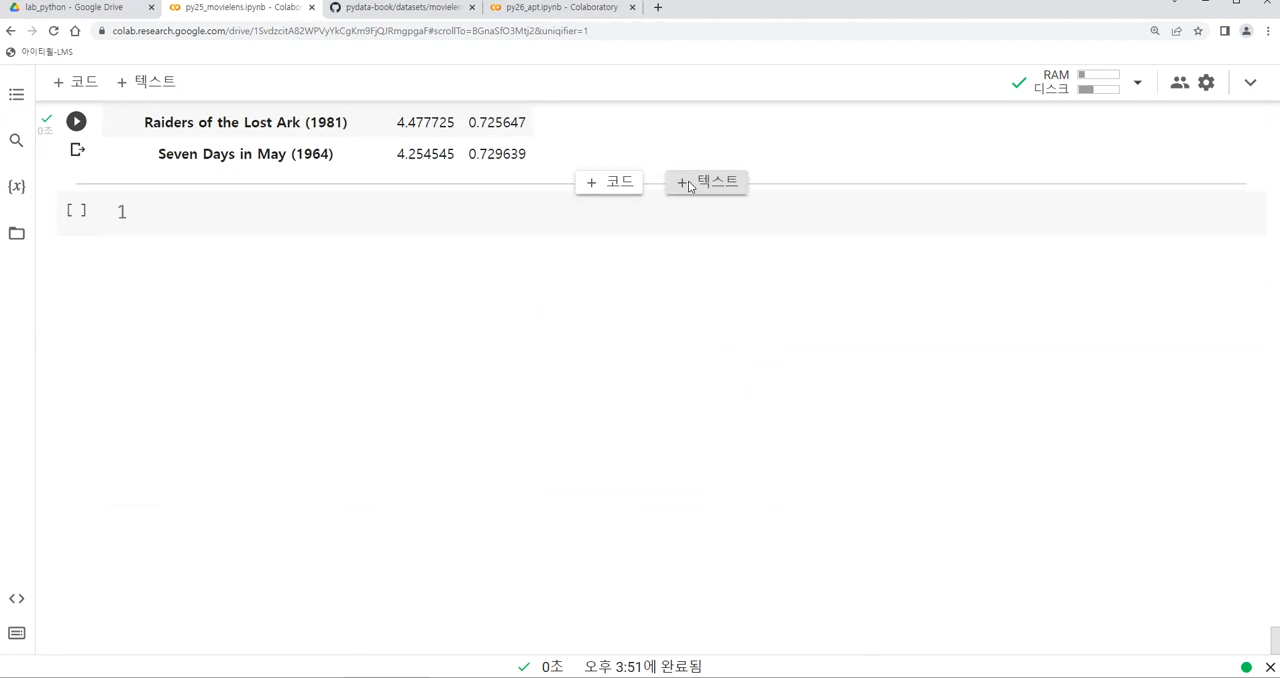 lab_python - Google Drive
py25_movielens.ipynb - Colabo
pydata-book/datasets/movielen
py26_apt.ipynb - Colaboratory
colab.research.google.com/drive/1SvdzcitA82WPVyYkCgKm9FjQJRmgpgaF#scrollTo=BGnaSfO3Mtj2&uniqifier=1
아이티윌-LMS
+ 코드 + 텍스트
RAM
디스크
0초
Raiders of the Lost Ark (1981) 4.477725 0.725647
Seven Days in May (1964) 4.254545 0.729639
+ 코드 + 텍스트
{x}
[ ] 1
<>
0초 오후 3:51에 완료됨